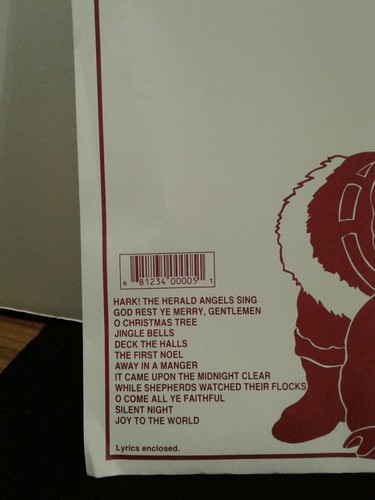 6 81234 00005 1
HARK! THE HERALD ANGELS SING
GOD REST YE MERRY, GENTLEMEN
O CHRISTMAS TREE
JINGLE BELLS
DECK THE HALLS
THE FIRST NOEL
AWAY IN A MANGER
IT CAME UPON THE MIDNIGHT CLEAR
WHILE SHEPHERDS WATCHED THEIR FLOCKS
O COME ALL YE FAITHFUL
SILENT NIGHT
JOY TO THE WORLD
Lyrics enclosed.